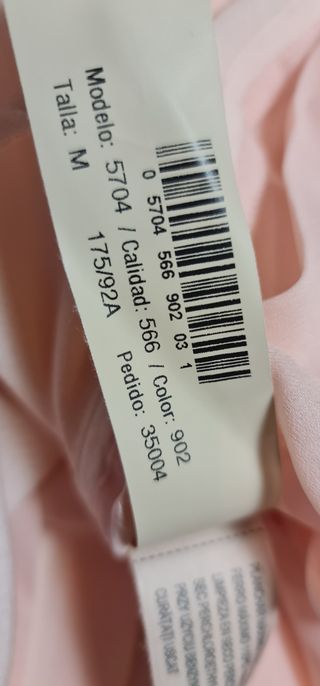 0 5704 566 902 03 1
Modelo: 5704 / Calidad: 566 / Color: 902
Talla: M 175/92A Pedido: 35004